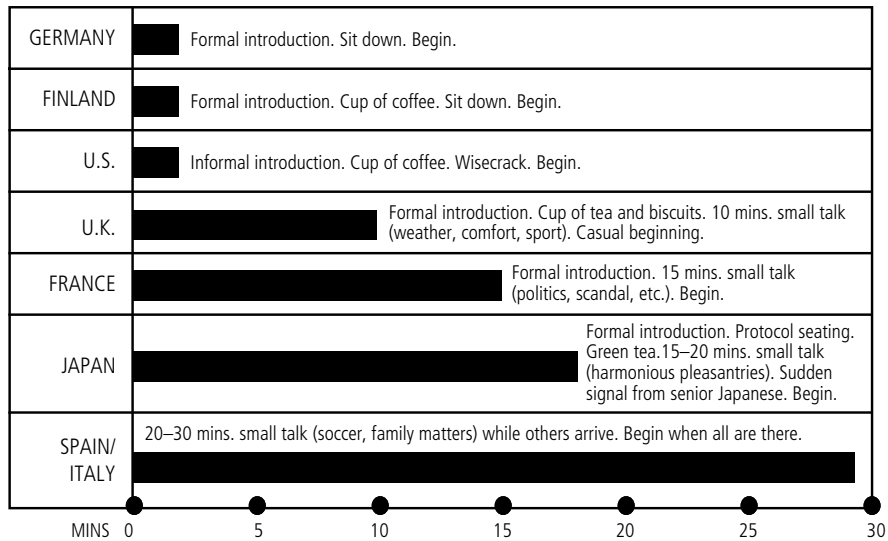 GERMANY
Formal introduction. Sit down. Begin.
FINLAND
Formal introduction. Cup of coffee. Sit down. Begin.
U.S.
Informal introduction. Cup of coffee. Wisecrack. Begin.
U.K.
Formal introduction. Cup of tea and biscuits. 10 mins. small talk
(weather, comfort, sport). Casual beginning.
FRANCE
Formal introduction. 15 mins. small talk
(politics, scandal, etc.). Begin.
JAPAN
Formal introduction. Protocol seating.
Green tea.15–20 mins. small talk
(harmonious pleasantries). Sudden
signal from senior Japanese. Begin.
SPAIN/
ITALY
20–30 mins. small talk (soccer, family matters) while others arrive. Begin when all are there.
MINS 0 5 10 15 20 25 30